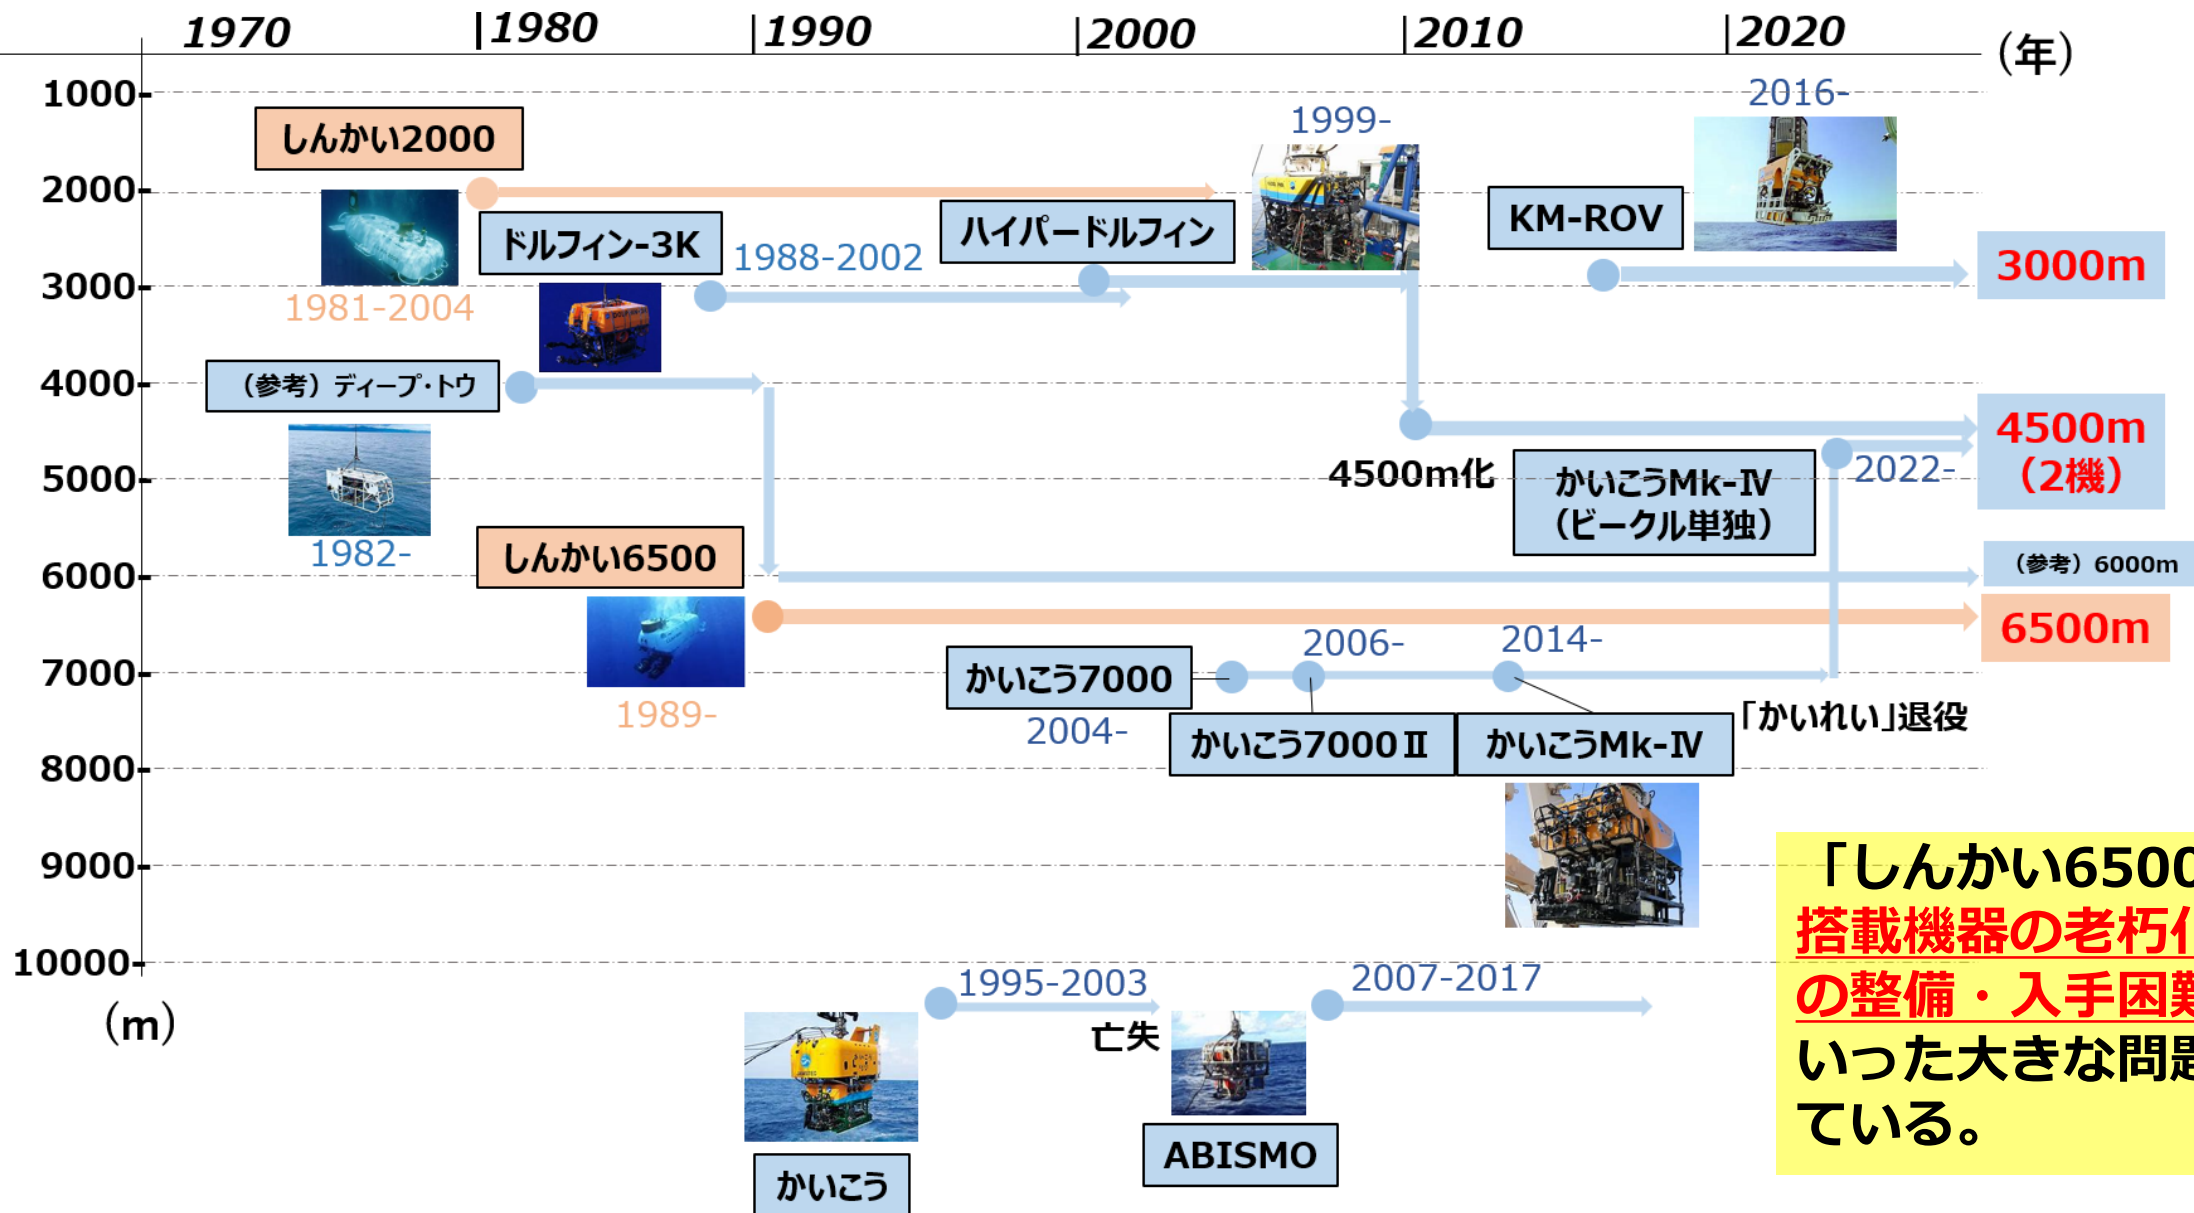 1970
|1980
|1990
|2000
|2010
|2020
(年)
1000
2000
3000
4000
5000
6000
7000
8000
9000
10000
(m)
2016-
1999-
しんかい2000
1981-2004
ドルフィン-3K
1988-2002
ハイパードルフィン
KM-ROV
3000m
(参考)ディープ・トウ
1982-
4500m
(2機)
4500m化
かいこうMk-Ⅳ
(ビークル単独)
2022-
しんかい6500
1989-
(参考)6000m
6500m
かいこう7000
2004-
2006-
2014-
かいこう7000Ⅱ
かいこうMk-Ⅳ
「かいれい」退役
1995-2003
亡失
かいこう
2007-2017
ABISMO
「しんかい6500
搭載機器の老朽化
の整備・入手困難
いった大きな問題
ている。